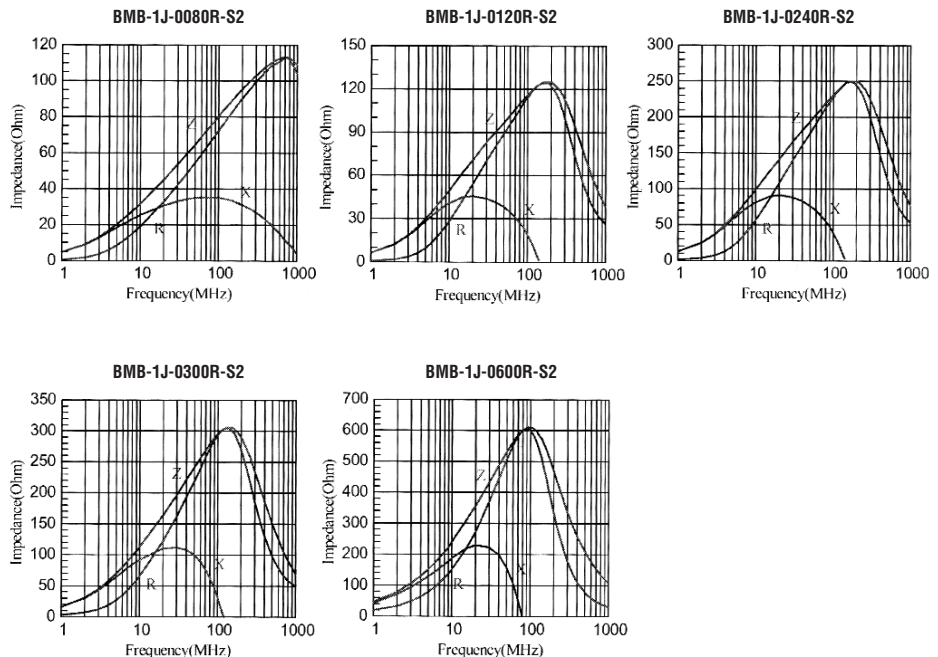 BMB-1J-0080R-S2
120
100
80
60
40
20
0
Impedance(Ohm)
Z
R
X
1 10 100 1000
Frequency(MHz)
BMB-1J-0120R-S2
150
120
90
60
30
0
Impedance(Ohm)
Z
R
X
1 10 100 1000
Frequency(MHz)
BMB-1J-0240R-S2
300
250
200
150
100
50
0
Impedance(Ohm)
Z
R
X
1 10 100 1000
Frequency(MHz)
BMB-1J-0300R-S2
350
300
250
200
150
100
50
0
Impedance(Ohm)
Z
R
X
1 10 100 1000
Frequency(MHz)
BMB-1J-0600R-S2
700
600
500
400
300
200
100
0
Impedance(Ohm)
Z
R
X
1 10 100 1000
Frequency(MHz)